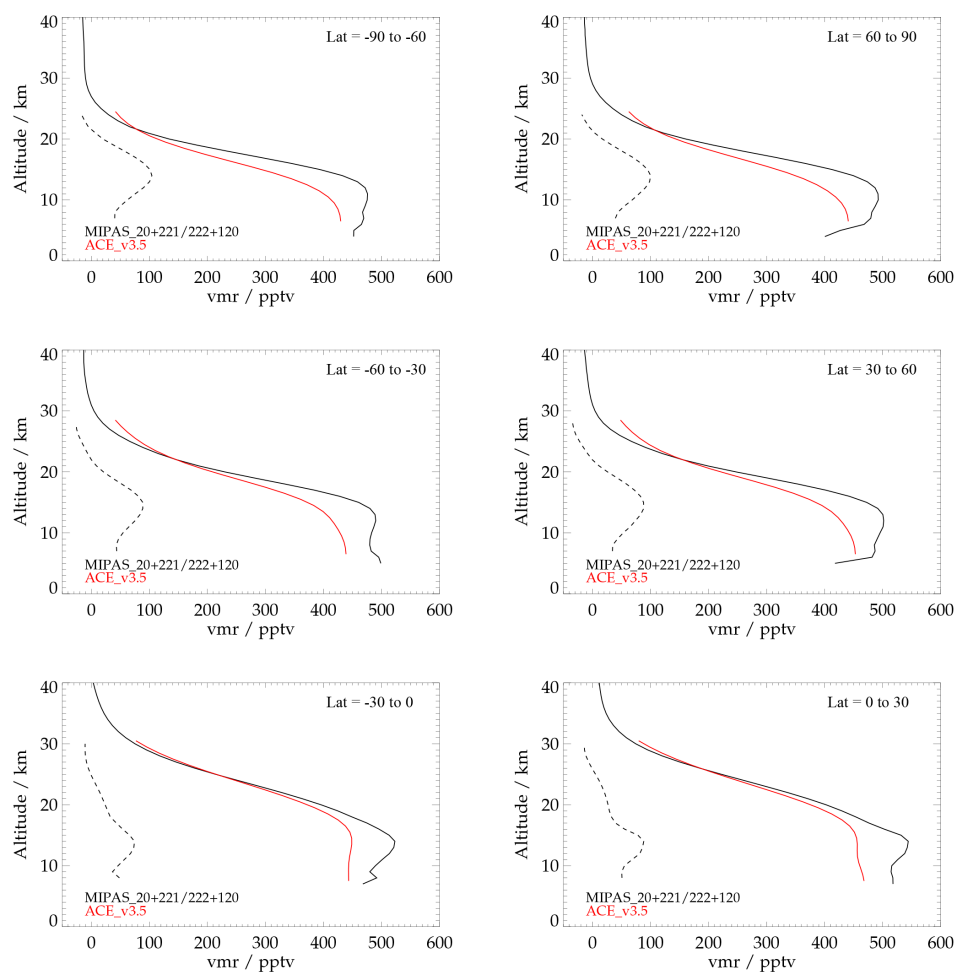 Lat = -90 to -60
40
30
20
10
0
Altitude / km
MIPAS_20+221/222+120
ACE_v3.5
0 100 200 300 400 500 600
vmr / pptv
Lat = 60 to 90
40
30
20
10
0
Altitude / km
MIPAS_20+221/222+120
ACE_v3.5
0 100 200 300 400 500 600
vmr / pptv
Lat = -60 to -30
40
30
20
10
0
Altitude / km
MIPAS_20+221/222+120
ACE_v3.5
0 100 200 300 400 500 600
vmr / pptv
Lat = 30 to 60
40
30
20
10
0
Altitude / km
MIPAS_20+221/222+120
ACE_v3.5
0 100 200 300 400 500 600
vmr / pptv
Lat = -30 to 0
40
30
20
10
0
Altitude / km
MIPAS_20+221/222+120
ACE_v3.5
0 100 200 300 400 500 600
vmr / pptv
Lat = 0 to 30
40
30
20
10
0
Altitude / km
MIPAS_20+221/222+120
ACE_v3.5
0 100 200 300 400 500 600
vmr / pptv